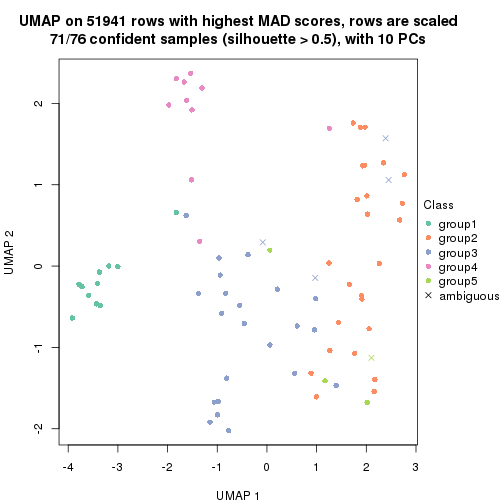 UMAP on 51941 rows with highest MAD scores, rows are scaled
71/76 confident samples (silhouette > 0.5), with 10 PCs
2
1
0
-1
-2
UMAP 2
-4
-3
-2
-1
0
1
2
3
UMAP 1
Class
group1
group2
group3
group4
group5
ambiguous